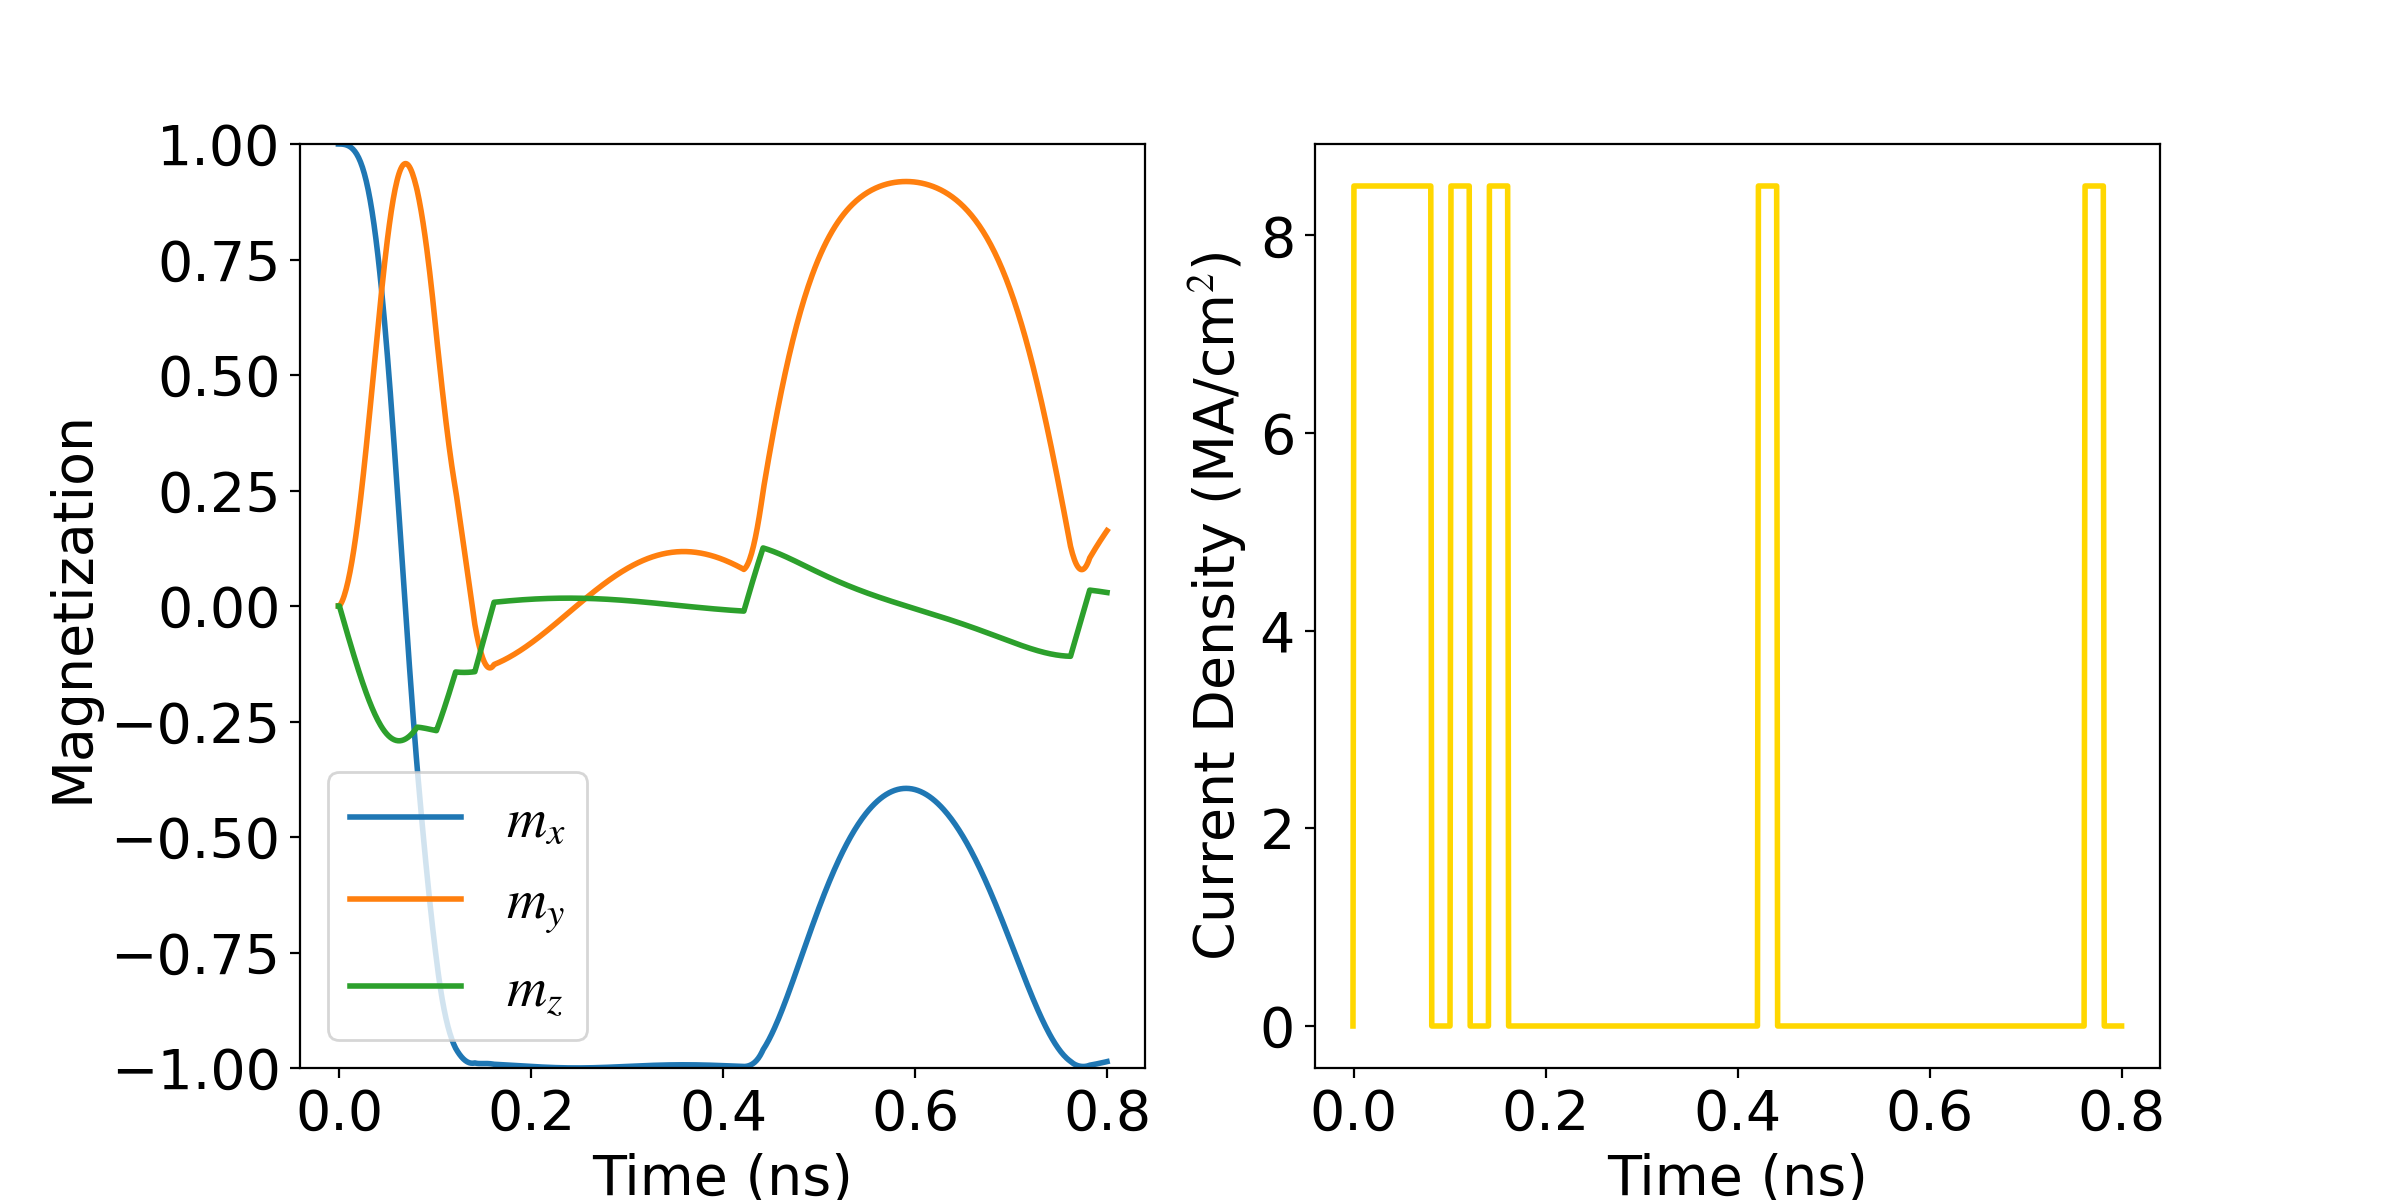 Magnetization
1.00
0.75
0.50
0.25
0.00
−0.25
−0.50
−0.75
−1.00
m_x
m_y
m_z
0.0 0.2 0.4 0.6 0.8
Time (ns)
Current Density (MA/cm²)
8
6
4
2
0
0.0 0.2 0.4 0.6 0.8
Time (ns)